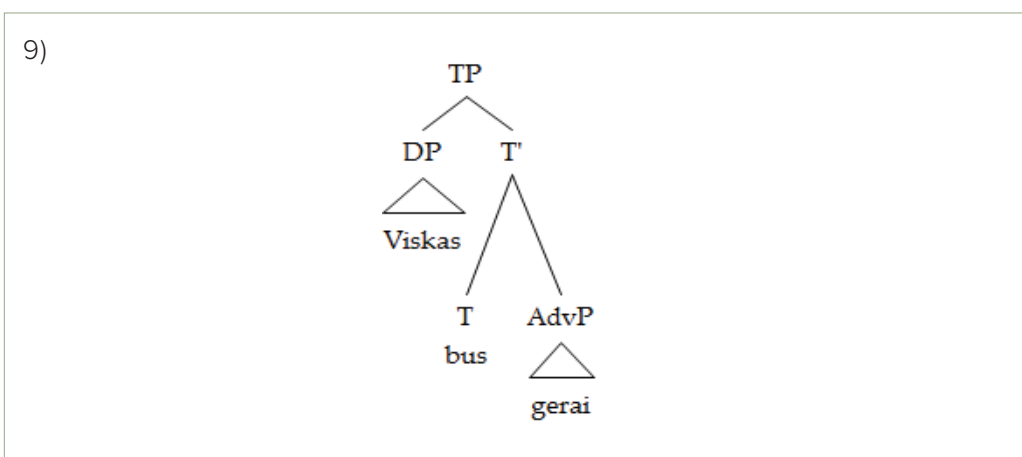 9)
TP
DP T'
Viskas
T AdvP
bus
gerai